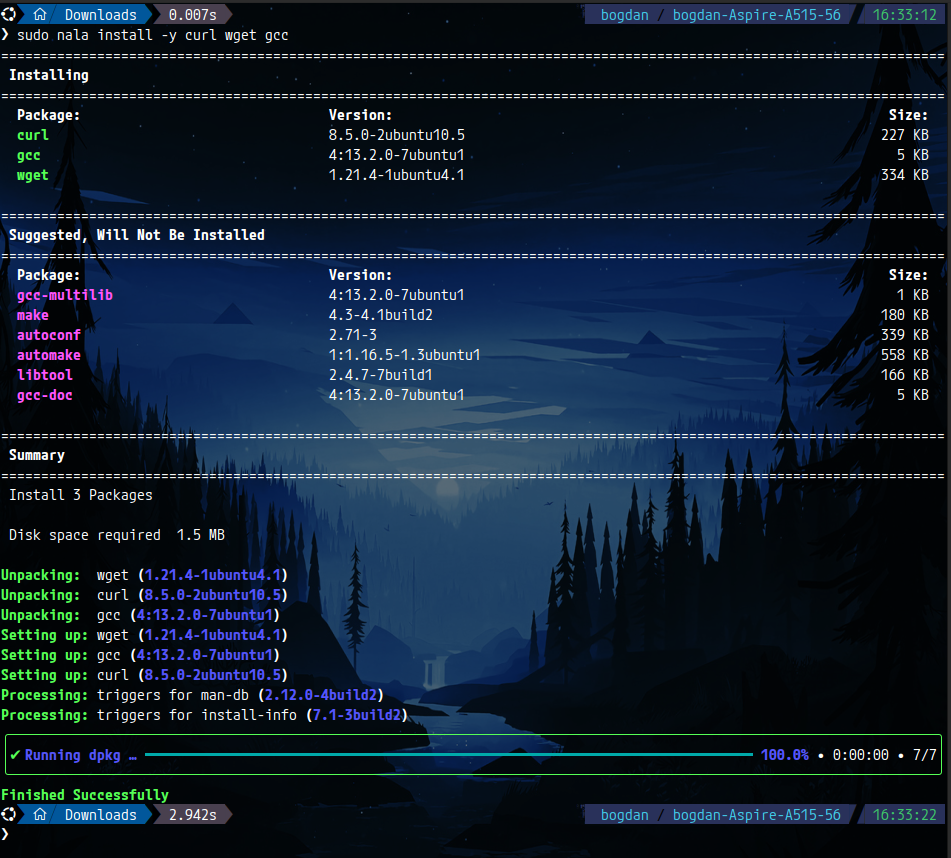 Downloads 0.007s bogdan / bogdan-Aspire-A515-56 16:33:12
❯ sudo nala install -y curl wget gcc
================================================================================
Installing
================================================================================
Package: Version: Size:
curl 8.5.0-2ubuntu10.5 227 KB
gcc 4:13.2.0-7ubuntu1 5 KB
wget 1.21.4-1ubuntu4.1 334 KB
================================================================================
Suggested, Will Not Be Installed
================================================================================
Package: Version: Size:
gcc-multilib 4:13.2.0-7ubuntu1 1 KB
make 4.3-4.1build2 180 KB
autoconf 2.71-3 339 KB
automake 1:1.16.5-1.3ubuntu1 558 KB
libtool 2.4.7-7build1 166 KB
gcc-doc 4:13.2.0-7ubuntu1 5 KB
================================================================================
Summary
================================================================================
Install 3 Packages
Disk space required 1.5 MB
Unpacking: wget (1.21.4-1ubuntu4.1)
Unpacking: curl (8.5.0-2ubuntu10.5)
Unpacking: gcc (4:13.2.0-7ubuntu1)
Setting up: wget (1.21.4-1ubuntu4.1)
Setting up: gcc (4:13.2.0-7ubuntu1)
Setting up: curl (8.5.0-2ubuntu10.5)
Processing: triggers for man-db (2.12.0-4build2)
Processing: triggers for install-info (7.1-3build2)
✔ Running dpkg … 100.0% • 0:00:00 • 7/7
Finished Successfully
Downloads 2.942s bogdan / bogdan-Aspire-A515-56 16:33:22
❯